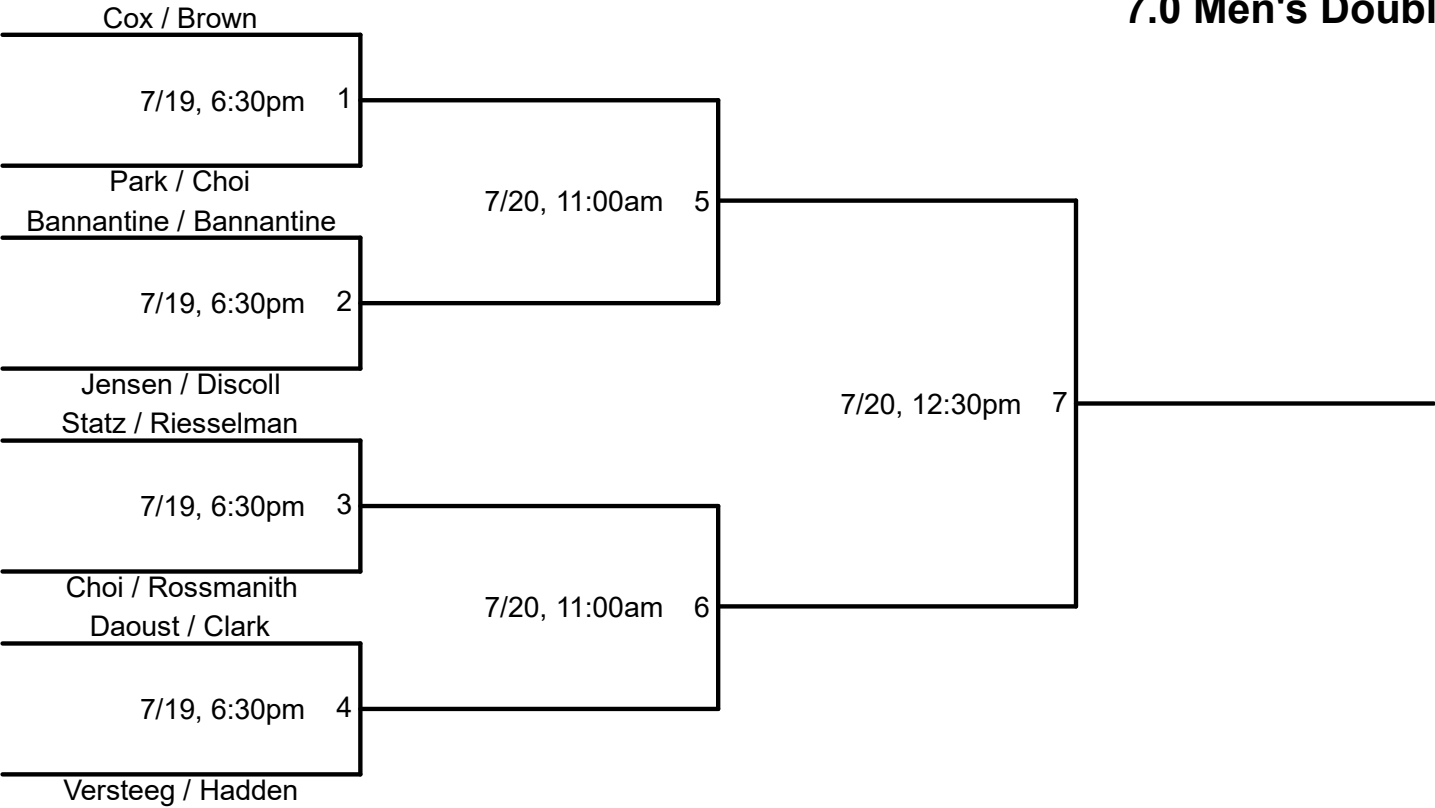 7.0 Men's Doubl
Cox / Brown
7/19, 6:30pm 1
Park / Choi
7/20, 11:00am 5
Bannantine / Bannantine
7/19, 6:30pm 2
Jensen / Discoll
7/20, 12:30pm 7
Statz / Riesselman
7/19, 6:30pm 3
Choi / Rossmanith
7/20, 11:00am 6
Daoust / Clark
7/19, 6:30pm 4
Versteeg / Hadden